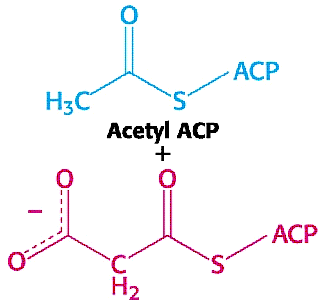 O
H₃C S ACP
Acetyl ACP
+
O O
−
O C H₂ S ACP